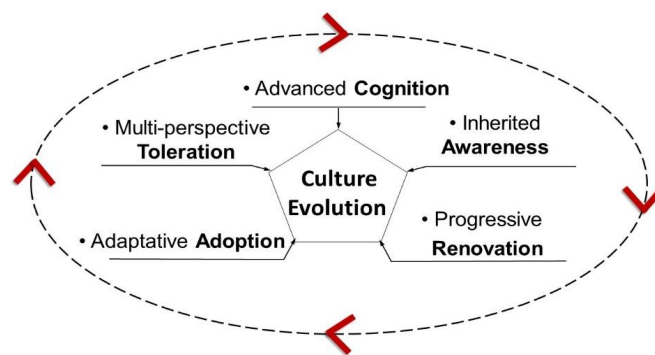 • Advanced Cognition
• Multi-perspective
Toleration
• Inherited
Awareness
Culture
Evolution
• Adaptative Adoption
• Progressive
Renovation